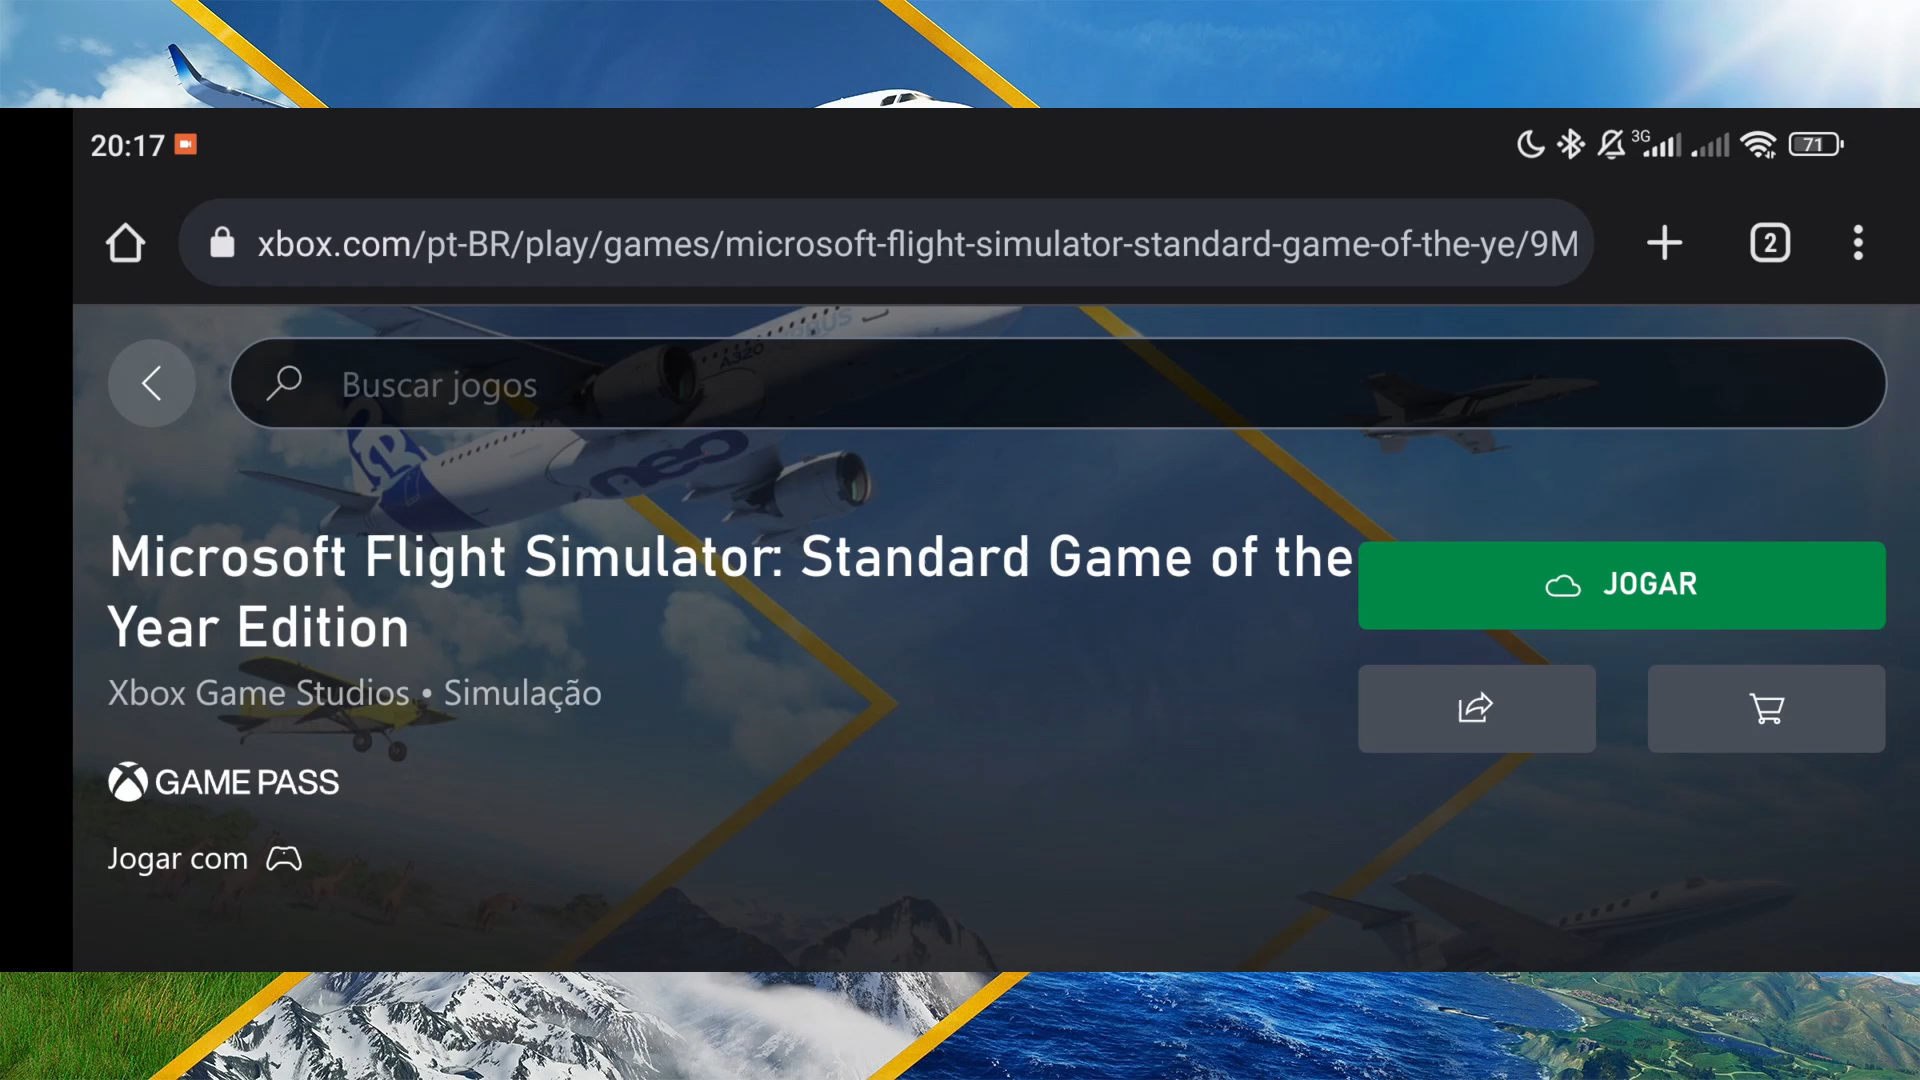 20:17
3G
71
xbox.com/pt-BR/play/games/microsoft-flight-simulator-standard-game-of-the-ye/9M
2
Buscar jogos
A320
neo
Microsoft Flight Simulator: Standard Game of the
Year Edition
JOGAR
Xbox Game Studios • Simulação
GAME PASS
Jogar com